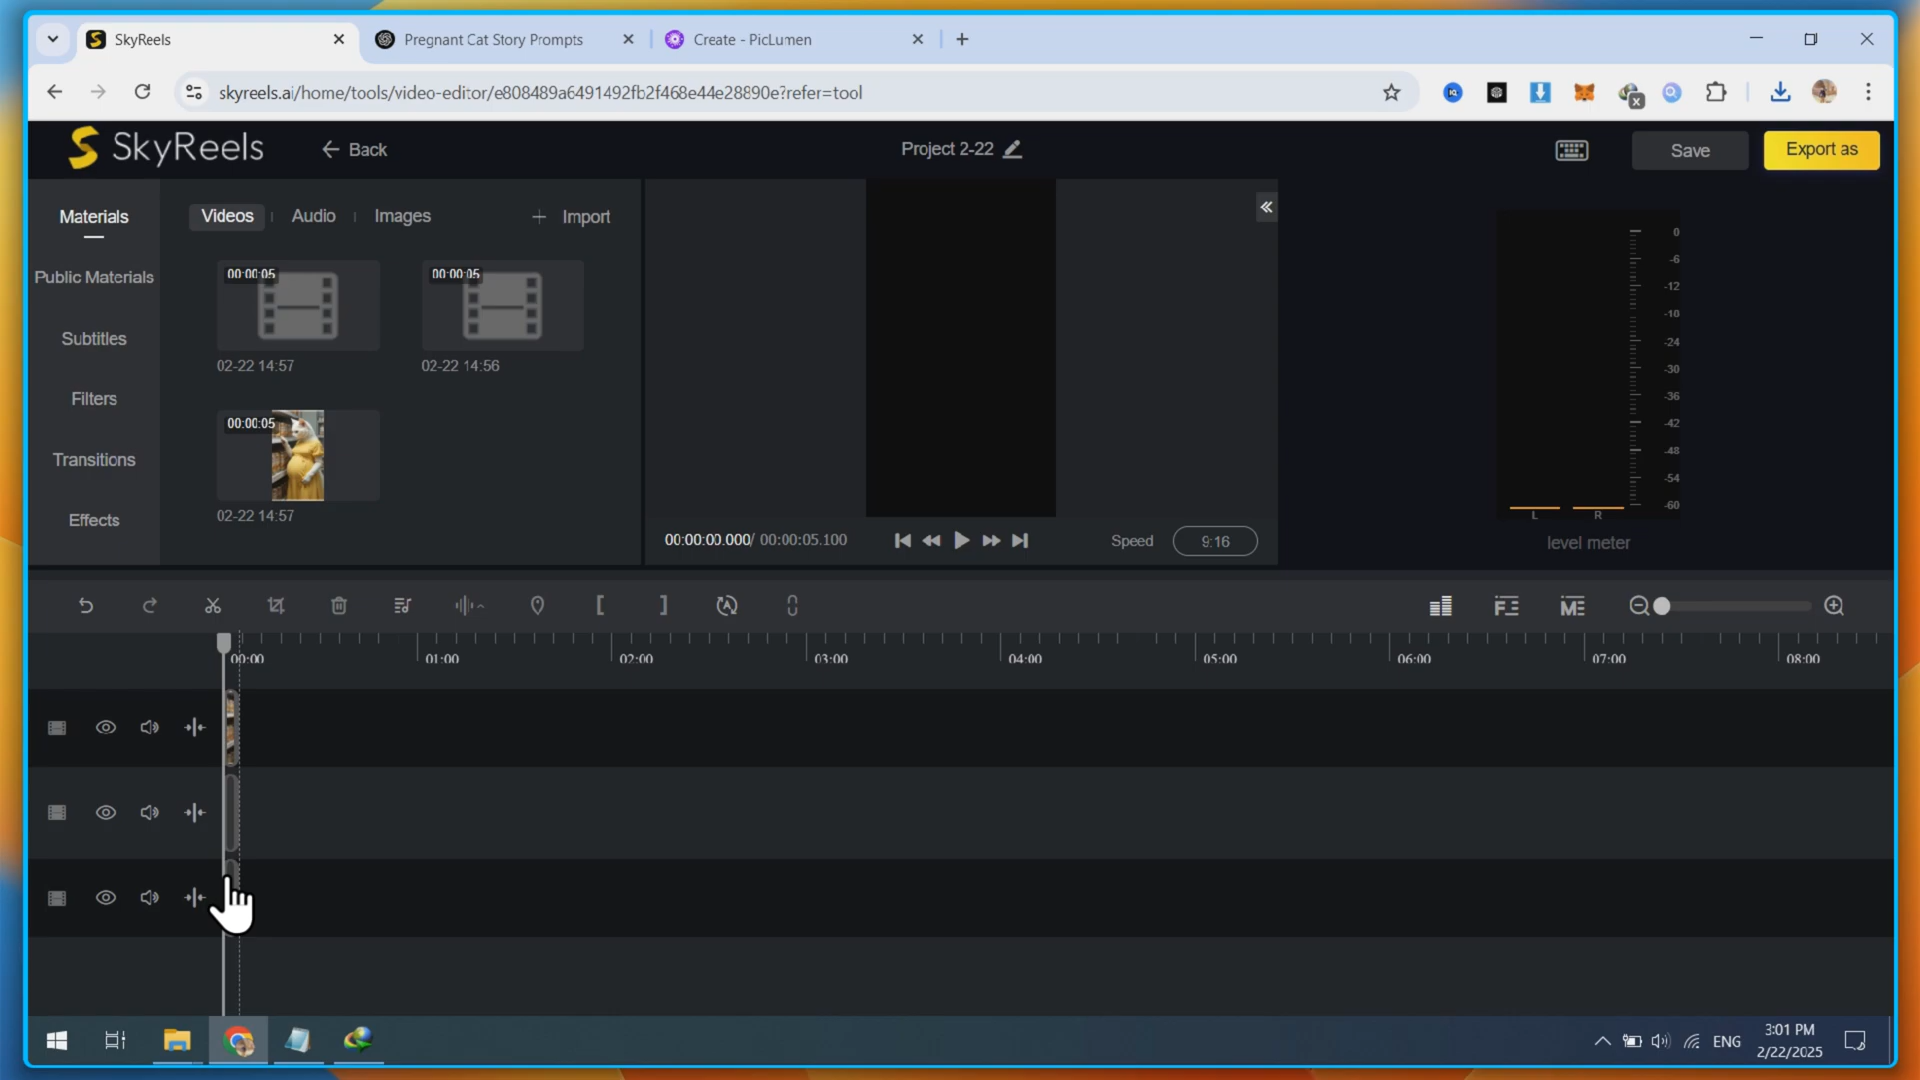 SkyReels
Pregnant Cat Story Prompts
Create - PicLumen
skyreels.ai/home/tools/video-editor/e808489a6491492fb2f468e44e28890e?refer=tool
SkyReels
Back
Project 2-22
Save
Export as
Materials
Videos
Audio
Images
Import
Public Materials
Subtitles
Filters
Transitions
Effects
00:00:05
02-22 14:57
00:00:05
02-22 14:56
00:00:05
02-22 14:57
00:00:00.000/ 00:00:05.100
Speed
9:16
0
-6
-12
-18
-24
-30
-36
-42
-48
-54
-60
L
R
level meter
00:00
01:00
02:00
03:00
04:00
05:00
06:00
07:00
08:00
ENG
3:01 PM
2/22/2025